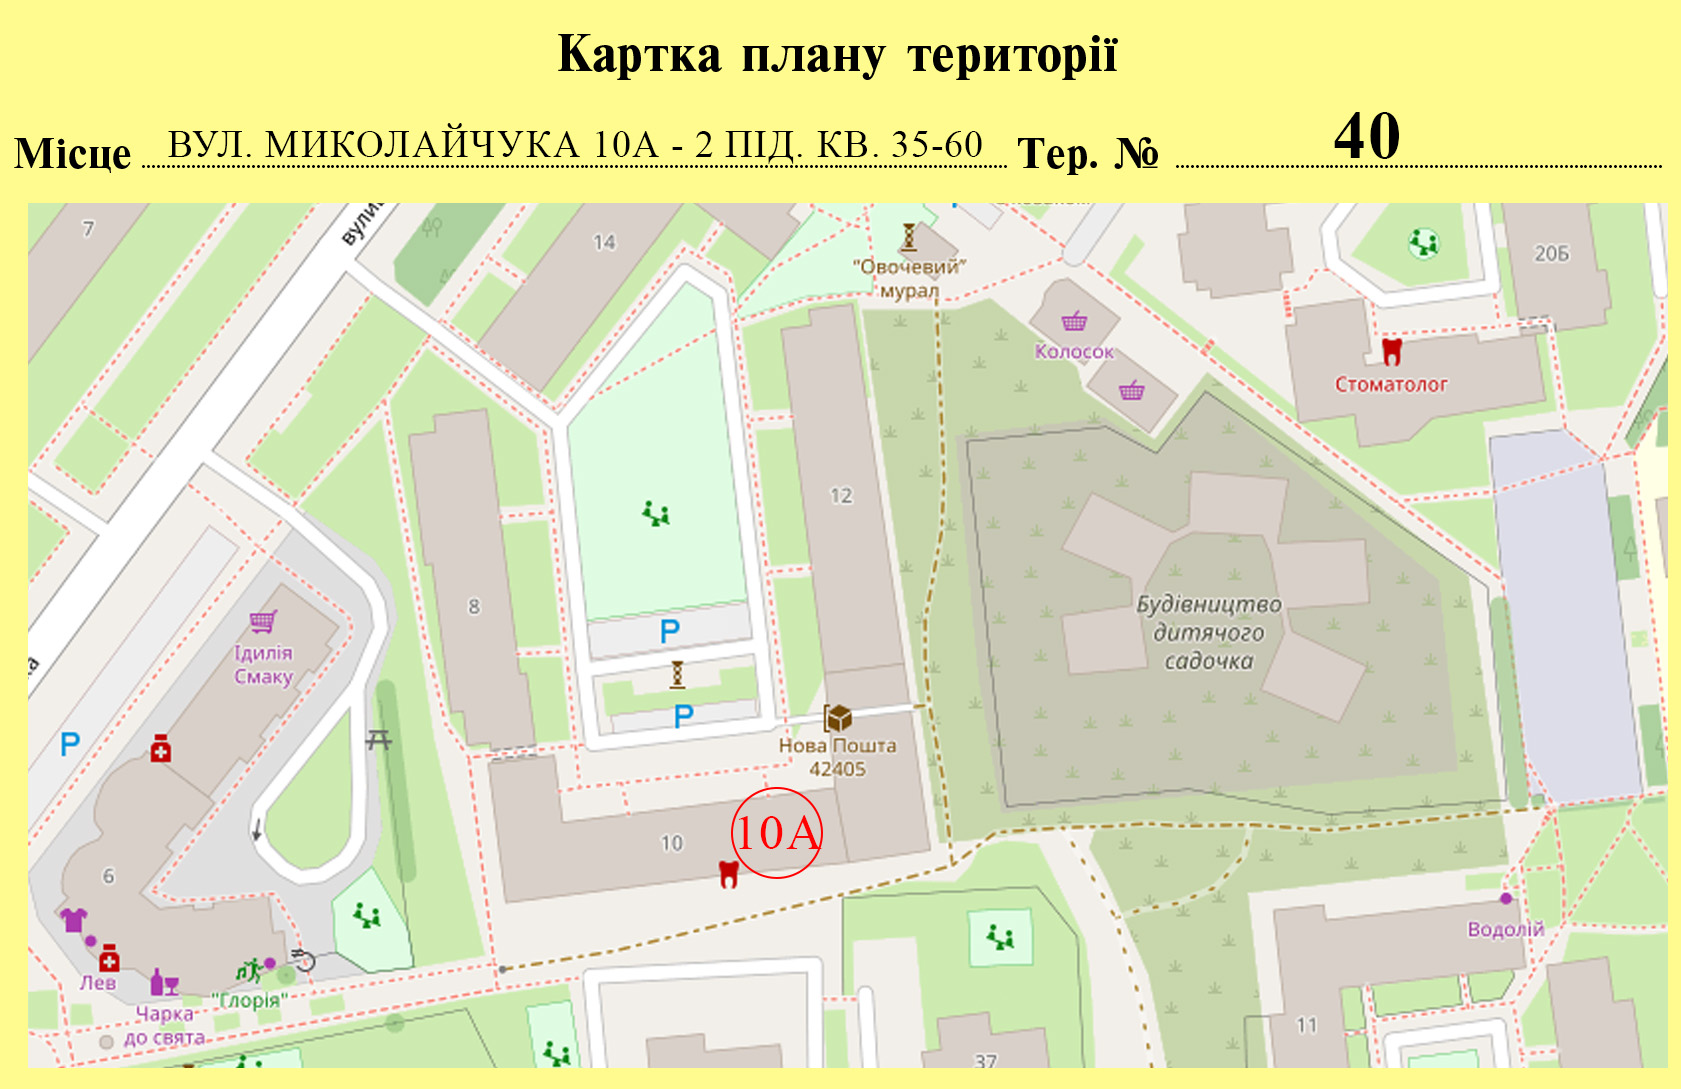 Картка плану території
Місце ВУЛ. МИКОЛАЙЧУКА 10А - 2 ПІД. КВ. 35-60 Тер. № 40
7
14
"Овочевий"
мурал
20Б
Колосок
Стоматолог
12
8
Будівництво
дитячого
садочка
Ідилія
Смаку
P
P
P
Нова Пошта
42405
10
10А
6
Лев
"Глорія"
Чарка
до свята
Водолій
11
37